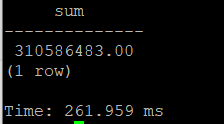 sum
--------------
310586483.00
(1 row)
Time: 261.959 ms